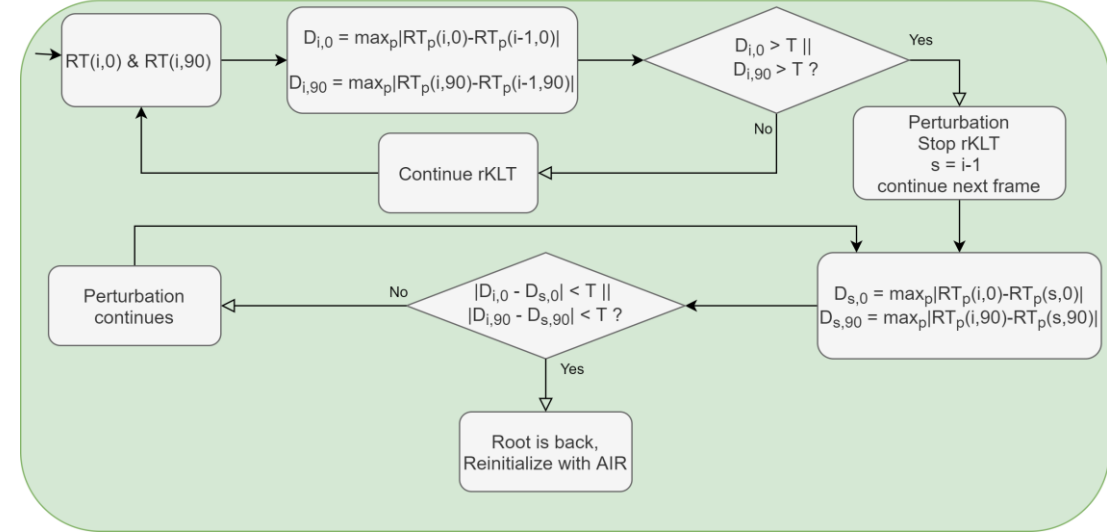 RT(i,0) & RT(i,90)
D_{i,0} = max_p|RT_p(i,0)-RT_p(i-1,0)|
D_{i,90} = max_p|RT_p(i,90)-RT_p(i-1,90)|
D_{i,0} > T ||
D_{i,90} > T ?
Yes
No
Continue rKLT
Perturbation
Stop rKLT
s = i-1
continue next frame
D_{s,0} = max_p|RT_p(i,0)-RT_p(s,0)|
D_{s,90} = max_p|RT_p(i,90)-RT_p(s,90)|
|D_{i,0} - D_{s,0}| < T ||
|D_{i,90} - D_{s,90}| < T ?
No
Perturbation
continues
Yes
Root is back,
Reinitialize with AIR